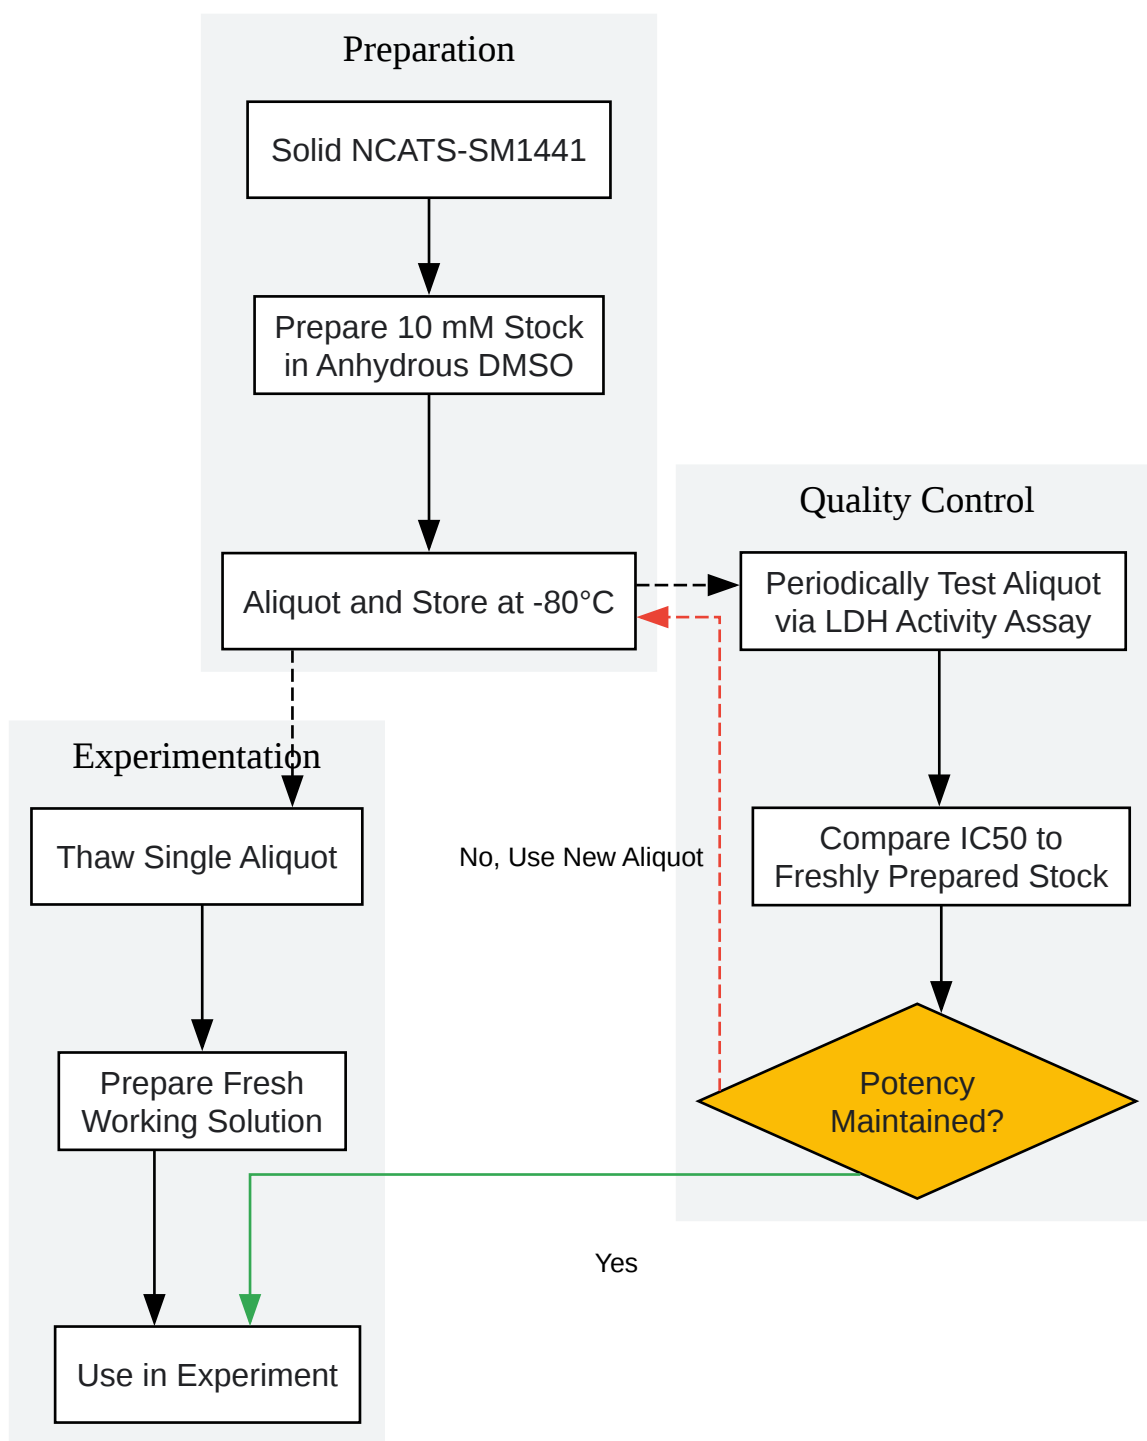 Preparation
Solid NCATS-SM1441
Prepare 10 mM Stock
in Anhydrous DMSO
Aliquot and Store at -80°C
Quality Control
Periodically Test Aliquot
via LDH Activity Assay
Compare IC50 to
Freshly Prepared Stock
Potency
Maintained?
No, Use New Aliquot
Yes
Experimentation
Thaw Single Aliquot
Prepare Fresh
Working Solution
Use in Experiment